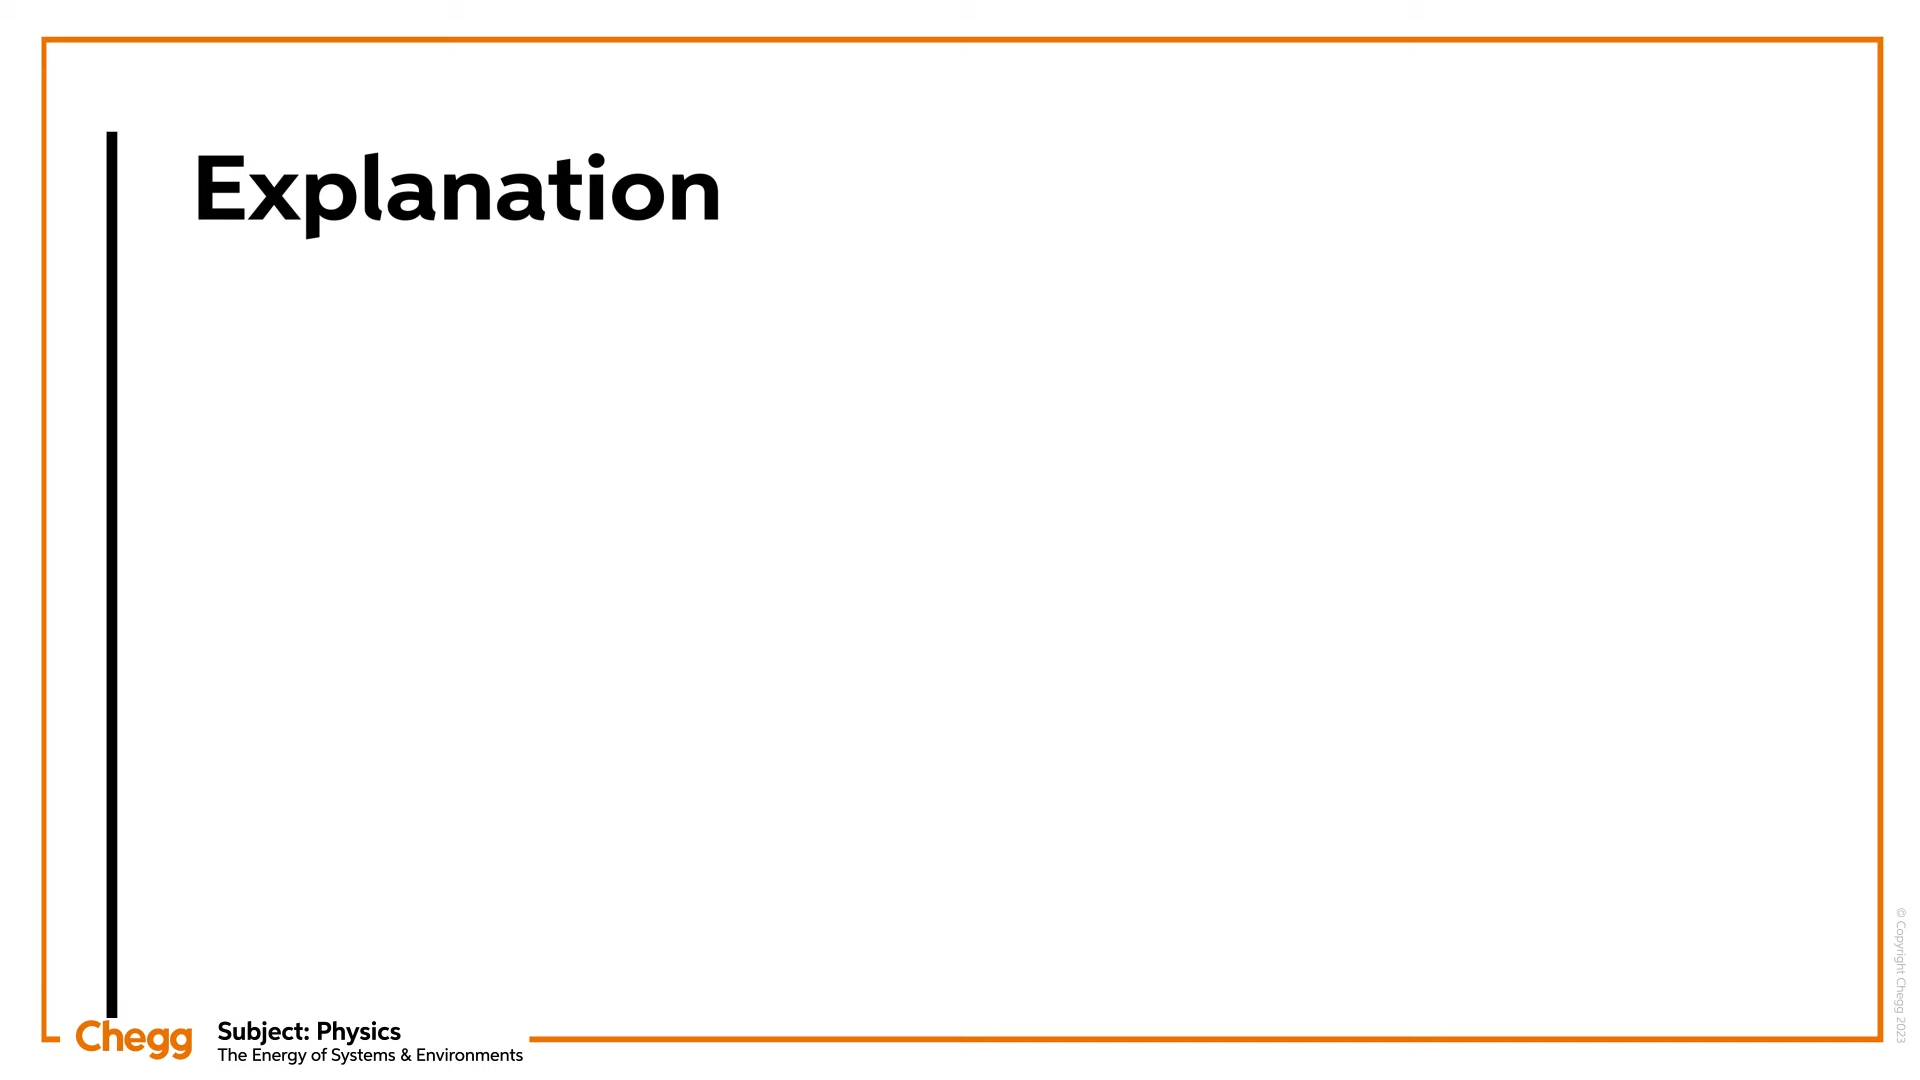 Explanation
Chegg
Subject: Physics
The Energy of Systems & Environments
© Copyright Chegg 2023